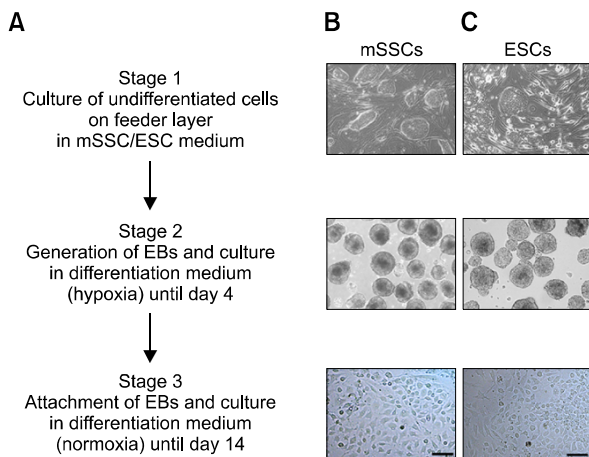 A
B
C
mSSCs
ESCs
Stage 1
Culture of undifferentiated cells
on feeder layer
in mSSC/ESC medium
Stage 2
Generation of EBs and culture
in differentiation medium
(hypoxia) until day 4
Stage 3
Attachment of EBs and culture
in differentiation medium
(normoxia) until day 14